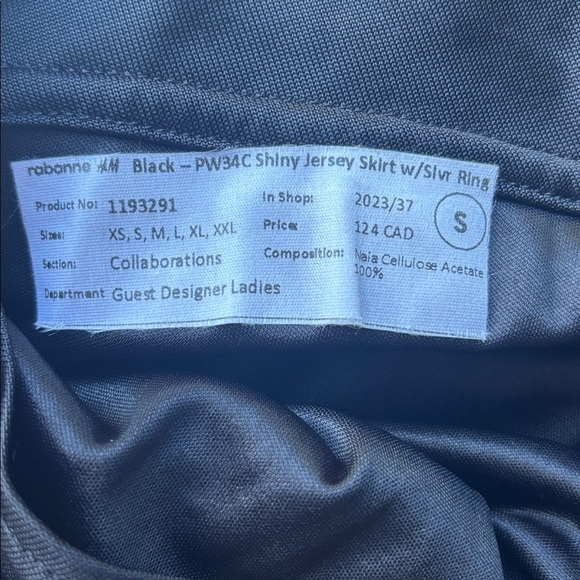 rabanne H&M Black – PW34C Shiny Jersey Skirt w/Slvr Ring
Product No: 1193291
Sizes: XS, S, M, L, XL, XXL
Section: Collaborations
Department Guest Designer Ladies
In Shop: 2023/37
Price: 124 CAD
Composition: Naia Cellulose Acetate
100%
S